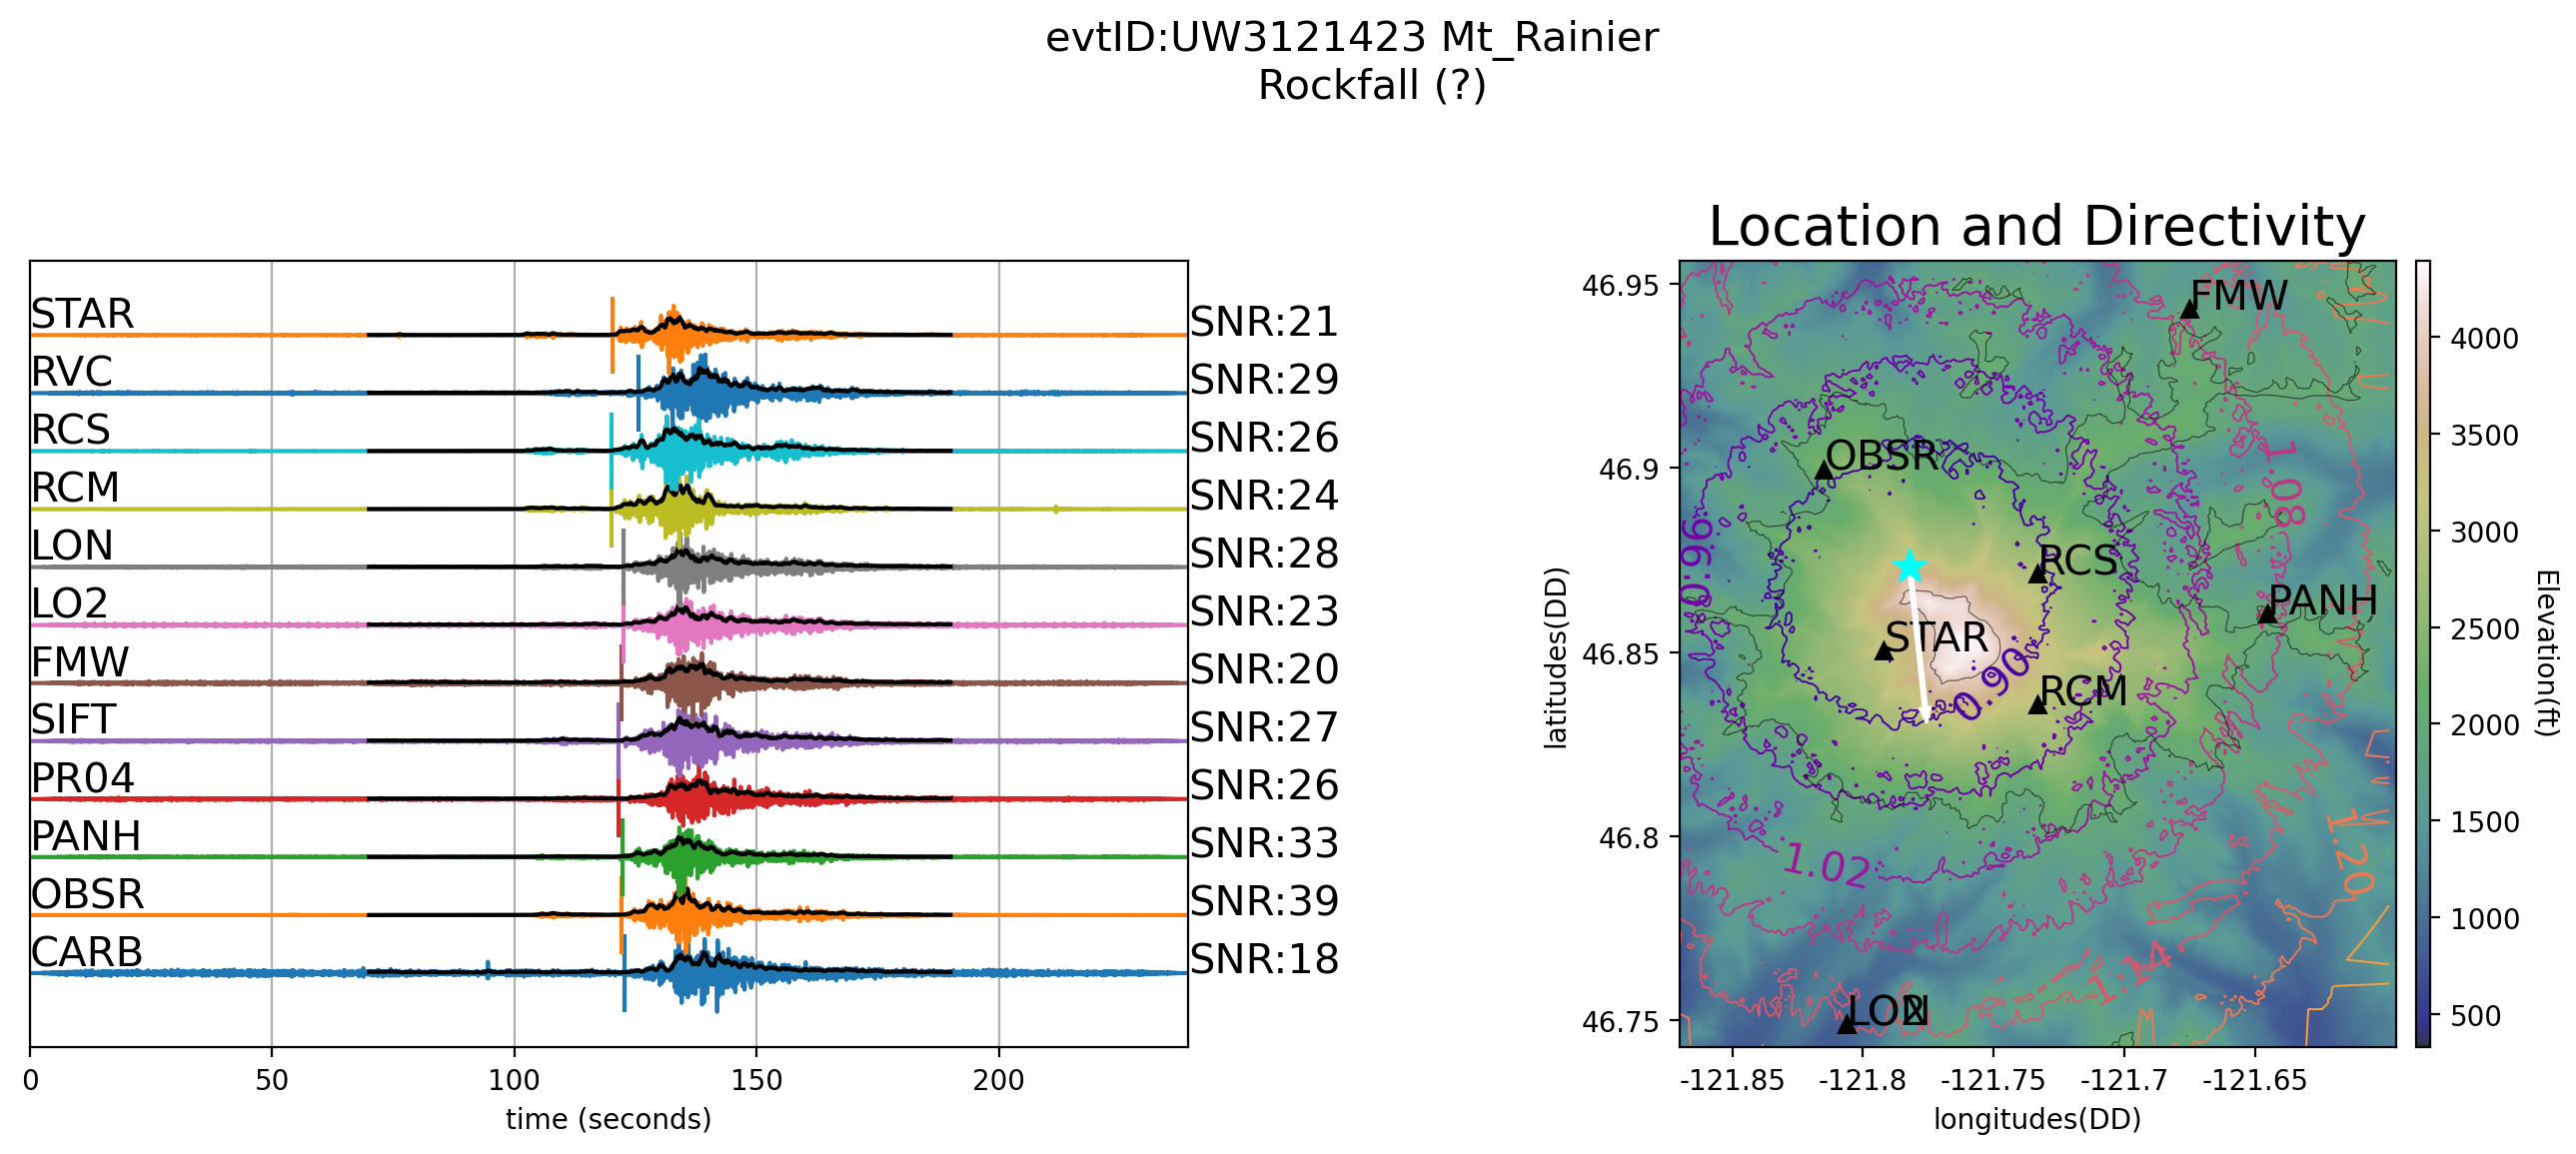 evtID:UW3121423 Mt_Rainier
Rockfall (?)
STAR
SNR:21
RVC
SNR:29
RCS
SNR:26
RCM
SNR:24
LON
SNR:28
LO2
SNR:23
FMW
SNR:20
SIFT
SNR:27
PR04
SNR:26
PANH
SNR:33
OBSR
SNR:39
CARB
SNR:18
0 50 100 150 200
time (seconds)
Location and Directivity
46.95
46.9
46.85
46.8
46.75
latitudes(DD)
FMW
OBSR
RCS
PANH
STAR
RCM
1.08
0.96
0.90
1.02
1.20
1.14
-121.85 -121.8 -121.75 -121.7 -121.65
longitudes(DD)
4000
3500
3000
2500
2000
1500
1000
500
Elevation(ft)